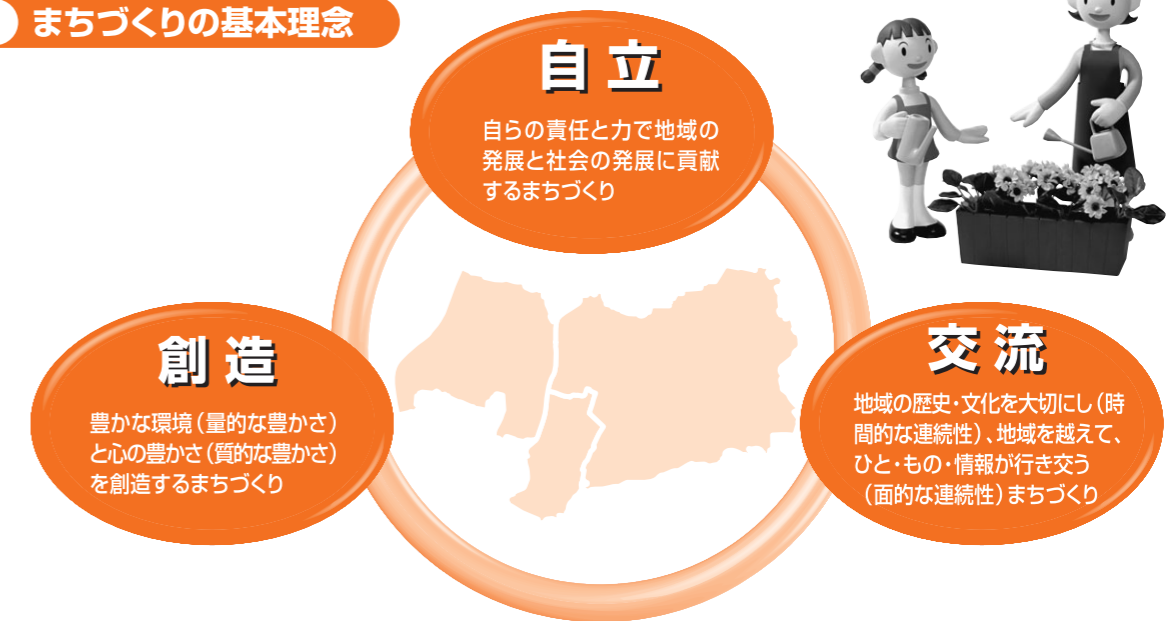 まちづくりの基本理念
自立
自らの責任と力で地域の
発展と社会の発展に貢献
するまちづくり
創造
豊かな環境(量的な豊かさ)
と心の豊かさ(質的な豊かさ)
を創造するまちづくり
交流
地域の歴史・文化を大切にし(時
間的な連続性)、地域を越えて、
ひと・もの・情報が行き交う
(面的な連続性)まちづくり